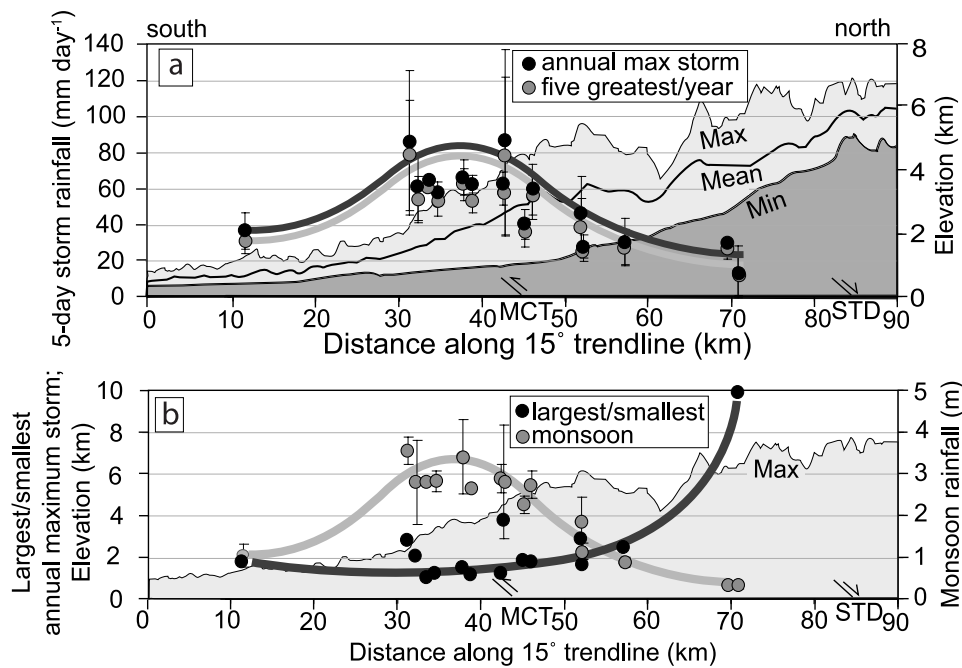 south
north
140
120
100
80
60
40
20
0
5-day storm rainfall (mm day-1)
a
annual max storm
five greatest/year
Max
Mean
Min
8
6
4
2
0
Elevation (km)
MCT
STD
0 10 20 30 40 50 60 70 80 90
Distance along 15° trendline (km)
10
8
6
4
2
0
Largest/smallest
annual maximum storm;
Elevation (km)
b
largest/smallest
monsoon
Max
5
4
3
2
1
0
Monsoon rainfall (m)
MCT
STD
0 10 20 30 40 50 60 70 80 90
Distance along 15° trendline (km)